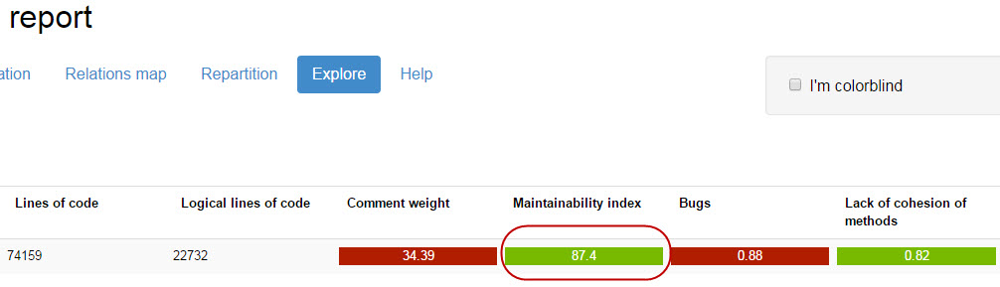 report
ation Relations map Repartition Explore Help
I'm colorblind
Lines of code Logical lines of code Comment weight Maintainability index Bugs Lack of cohesion of
methods
74159 22732 34.39 87.4 0.88 0.82